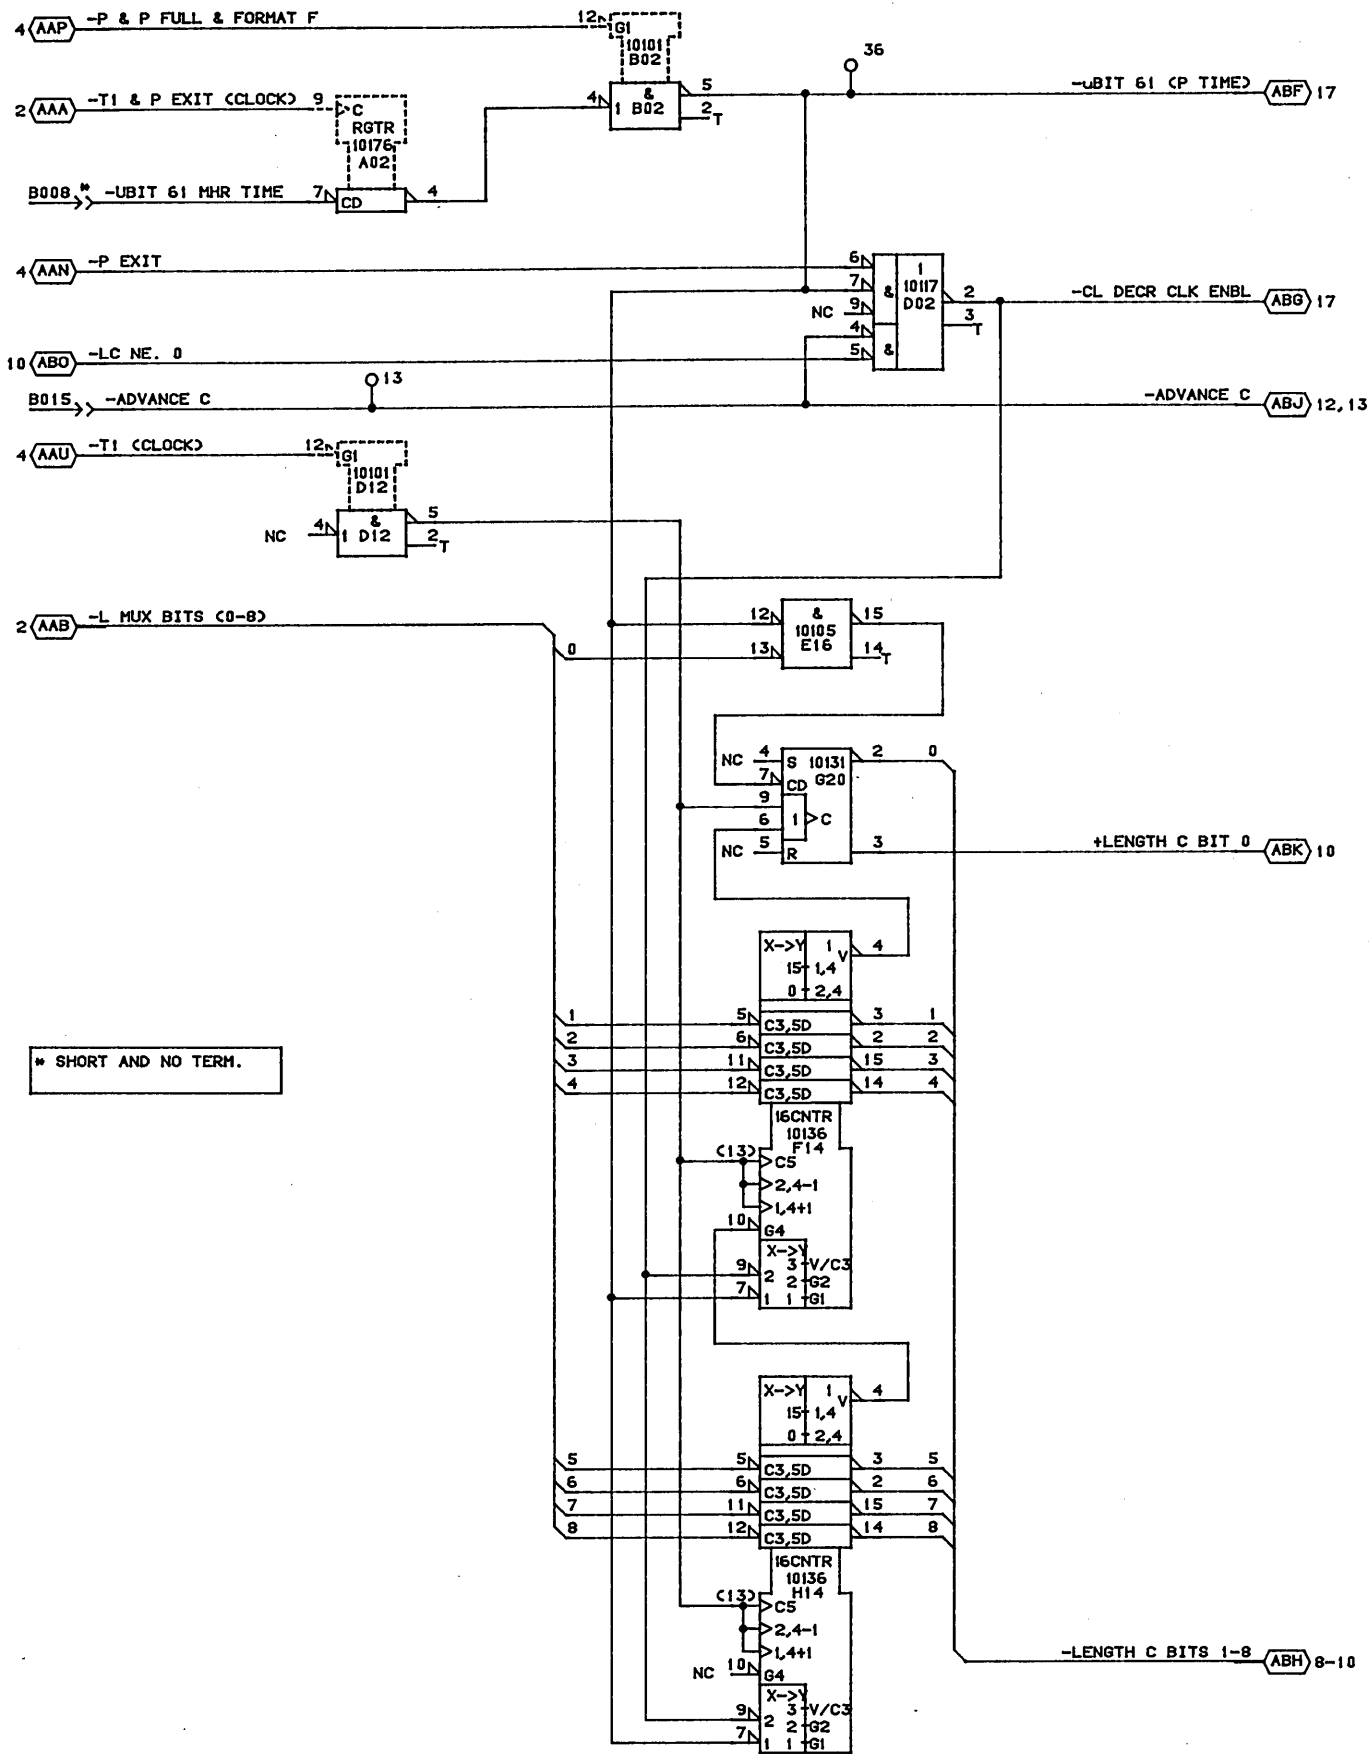 4 AAP -P & P FULL & FORMAT F 12 G1
10101
B02
36
4 1 & B02 5
2 T
-uBIT 61 (P TIME) ABF 17
2 AAA -T1 & P EXIT (CLOCK) 9 C
RGTR
10176
A02
B008 * -UBIT 61 MHR TIME 7 CD 4
4 AAN -P EXIT 6
7 & 1
10117
D02 2
-CL DECR CLK ENBL ABG 17
NC 9
3 T
4
10 ABO -LC NE. 0 5 &
13
B015 -ADVANCE C
-ADVANCE C ABJ 12,13
4 AAU -T1 (CLOCK) 12 G1
10101
D12
NC 4 1 & D12 5
2 T
2 AAB -L MUX BITS (0-8)
12 & 15
10105
0 13 E16 14 T
NC 4 S 10131 2 0
7 CD G20
9
6 1 C
NC 5 R 3 +LENGTH C BIT 0 ABK 10
X->Y 1 V 4
15 1,4
0 2,4
1 5 C3,5D 3 1
2 6 C3,5D 2 2
3 11 C3,5D 15 3
4 12 C3,5D 14 4
* SHORT AND NO TERM.
16CNTR
10136
F14
(13) C5
2,4-1
1,4+1
10 G4
X->Y
3 V/C3
9 2 2 G2
7 1 1 G1
X->Y 1 V 4
15 1,4
0 2,4
5 5 C3,5D 3 5
6 6 C3,5D 2 6
7 11 C3,5D 15 7
8 12 C3,5D 14 8
16CNTR
10136
H14
(13) C5
2,4-1
1,4+1
NC 10 G4
-LENGTH C BITS 1-8 ABH 8-10
X->Y
3 V/C3
9 2 2 G2
7 1 1 G1